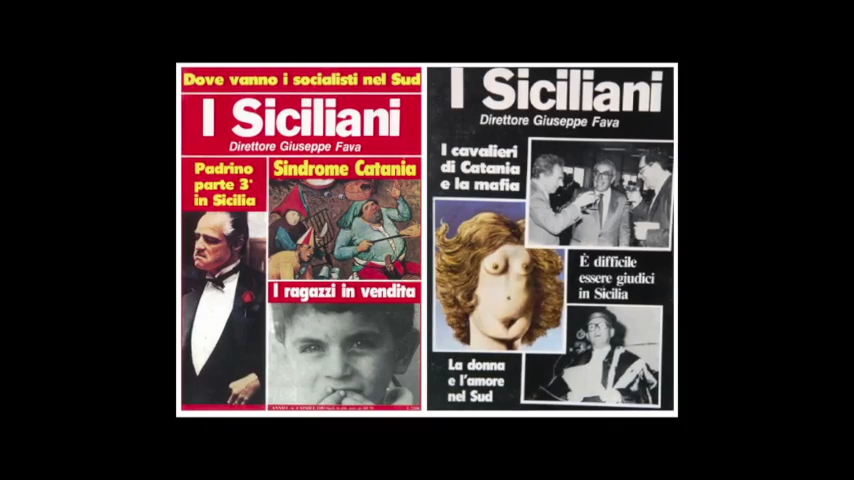 Dove vanno i socialisti nel Sud
I Siciliani
Direttore Giuseppe Fava
Padrino
parte 3ª
in Sicilia
Sindrome Catania
I ragazzi in vendita
I Siciliani
Direttore Giuseppe Fava
I cavalieri
di Catania
e la mafia
È difficile
essere giudici
in Sicilia
La donna
e l'amore
nel Sud